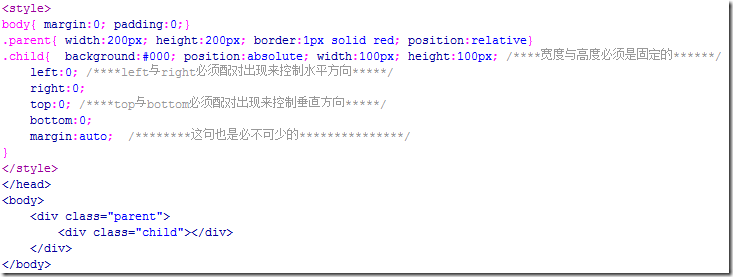 <style>
body{ margin:0; padding:0;}
.parent{ width:200px; height:200px; border:1px solid red; position:relative}
.child{  background:#000; position:absolute; width:100px; height:100px; /****宽度与高度必须是固定的******/
    left:0; /****left与right必须配对出现来控制水平方向*****/
    right:0;
    top:0; /****top与bottom必须配对出现来控制垂直方向*****/
    bottom:0;
    margin:auto;  /********这句也是必不可少的***************/
}
</style>
</head>
<body>
    <div class="parent">
        <div class="child"></div>
    </div>
</body>